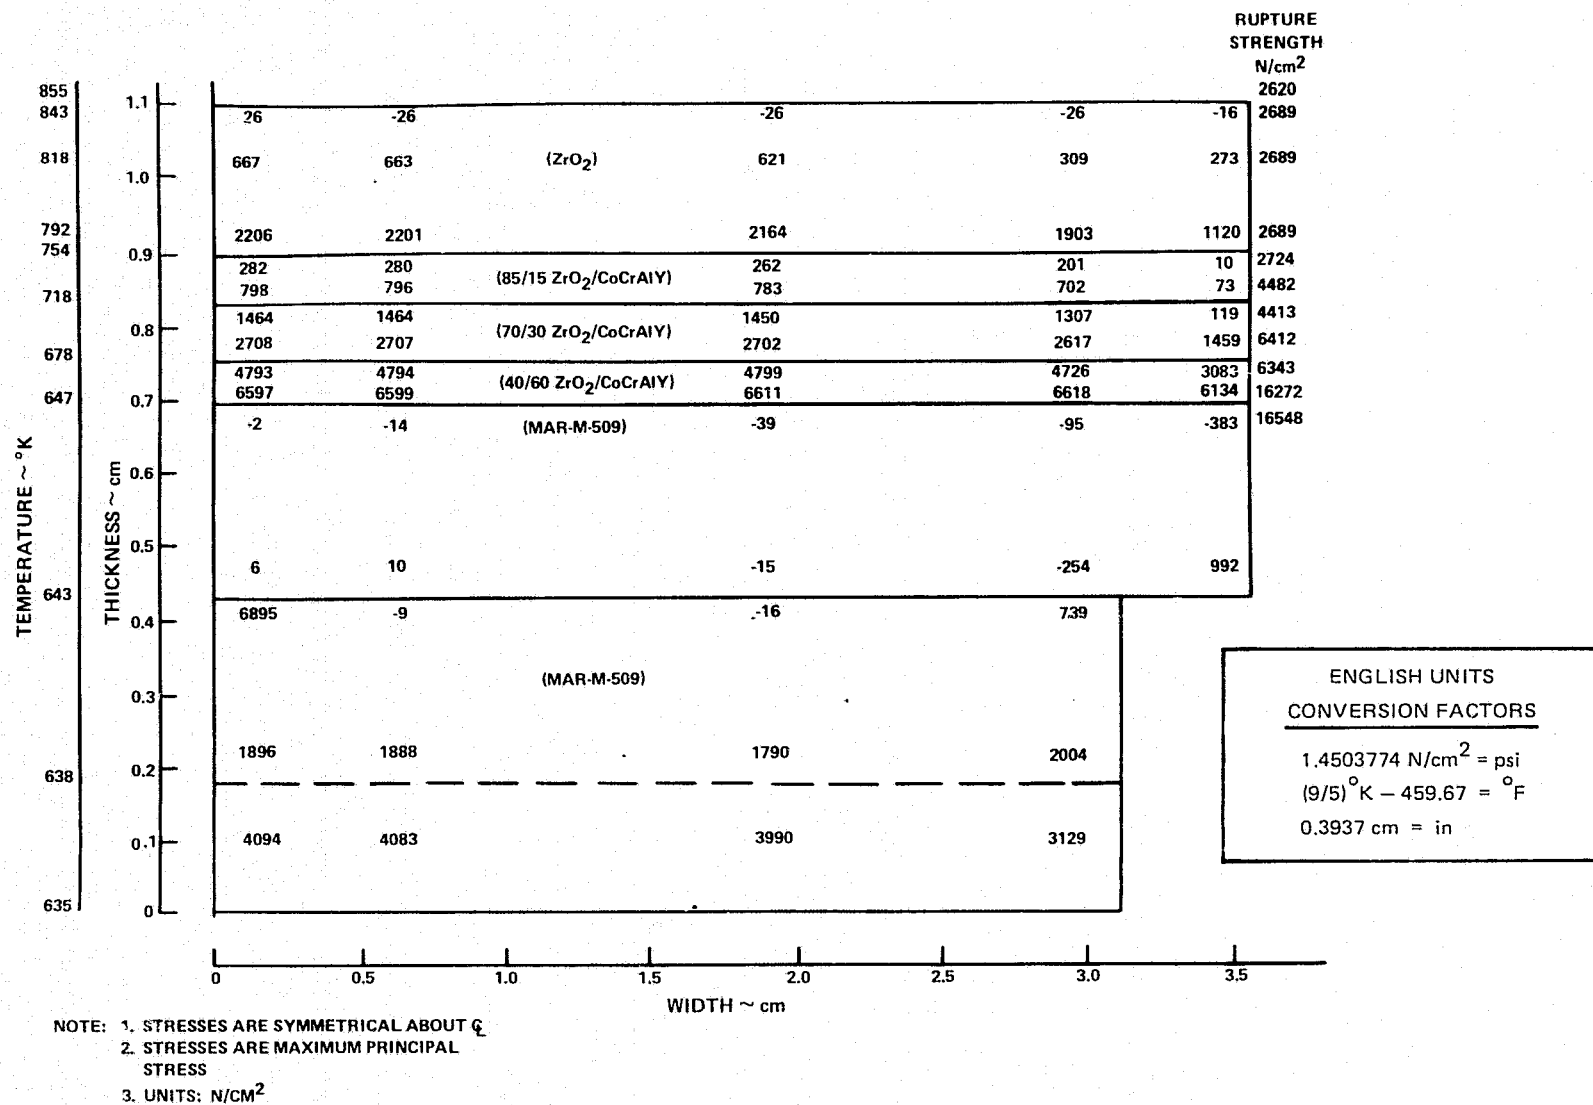 RUPTURE
STRENGTH
N/cm2
855 2620
843 1.1 26 -26 -26 -26 -16 2689
818 667 663 (ZrO2) 621 309 273 2689
1.0
792 2206 2201 2164 1903 1120 2689
754 0.9
282 280 262 201 10 2724
(85/15 ZrO2/CoCrAlY)
718 798 796 783 702 73 4482
1464 1464 1450 1307 119 4413
0.8 (70/30 ZrO2/CoCrAlY)
2708 2707 2702 2617 1459 6412
678
4793 4794 4799 4726 3083 6343
(40/60 ZrO2/CoCrAlY)
647 0.7 6597 6599 6611 6618 6134 16272
-2 -14 (MAR-M-509) -39 -95 -383 16548
TEMPERATURE ~ °K
THICKNESS ~ cm
0.6
0.5
6 10 -15 -254 992
643
0.4 6895 -9 -16 739
(MAR-M-509)
0.3
1896 1888 1790 2004
638 0.2
0.1 4094 4083 3990 3129
635 0
0 0.5 1.0 1.5 2.0 2.5 3.0 3.5
WIDTH ~ cm
ENGLISH UNITS
CONVERSION FACTORS
1.4503774 N/cm2 = psi
(9/5)°K – 459.67 = °F
0.3937 cm = in
NOTE: 1. STRESSES ARE SYMMETRICAL ABOUT ℄
2. STRESSES ARE MAXIMUM PRINCIPAL
STRESS
3. UNITS: N/CM2